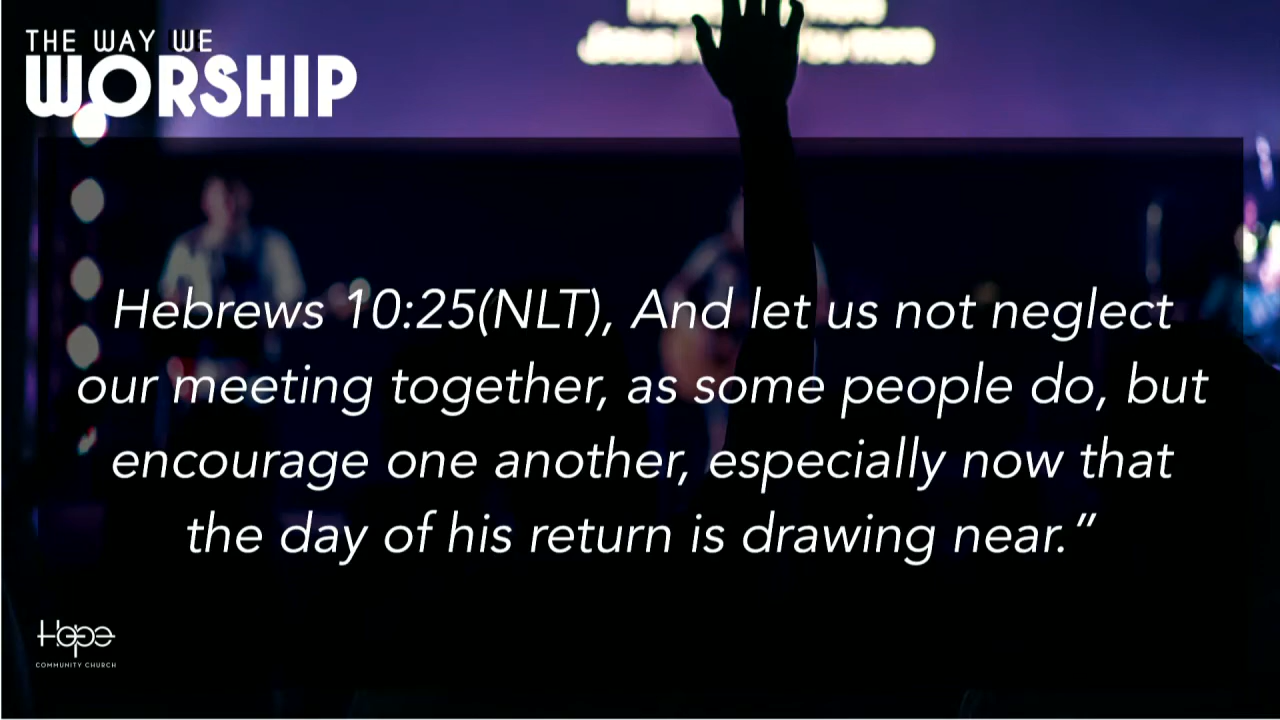 THE WAY WE
WORSHIP
Hebrews 10:25(NLT), And let us not neglect
our meeting together, as some people do, but
encourage one another, especially now that
the day of his return is drawing near.”
Hope
COMMUNITY CHURCH